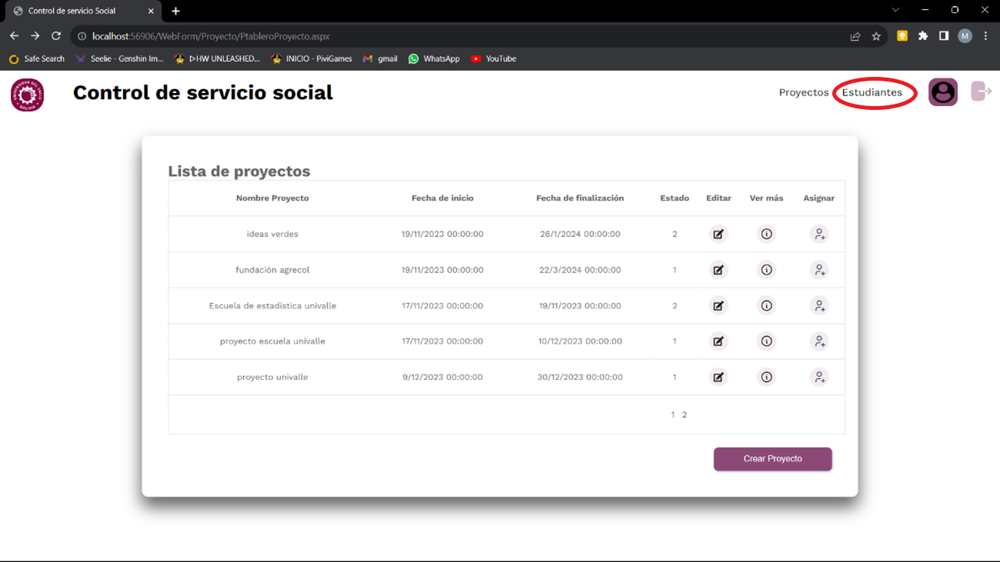 Control de servicio Social
localhost:56906/WebForm/Proyecto/PtableroProyecto.aspx
M
Safe Search Seelie - Genshin Im... ᐅHW UNLEASHED... INICIO - PiviGames gmail WhatsApp YouTube
Control de servicio social Proyectos Estudiantes
Lista de proyectos
Nombre Proyecto Fecha de inicio Fecha de finalización Estado Editar Ver más Asignar
ideas verdes 19/11/2023 00:00:00 26/1/2024 00:00:00 2
fundación agrecol 19/11/2023 00:00:00 22/3/2024 00:00:00 1
Escuela de estadistica univalle 17/11/2023 00:00:00 19/11/2023 00:00:00 2
proyecto escuela univalle 17/11/2023 00:00:00 10/12/2023 00:00:00 1
proyecto univalle 9/12/2023 00:00:00 30/12/2023 00:00:00 1
1 2
Crear Proyecto